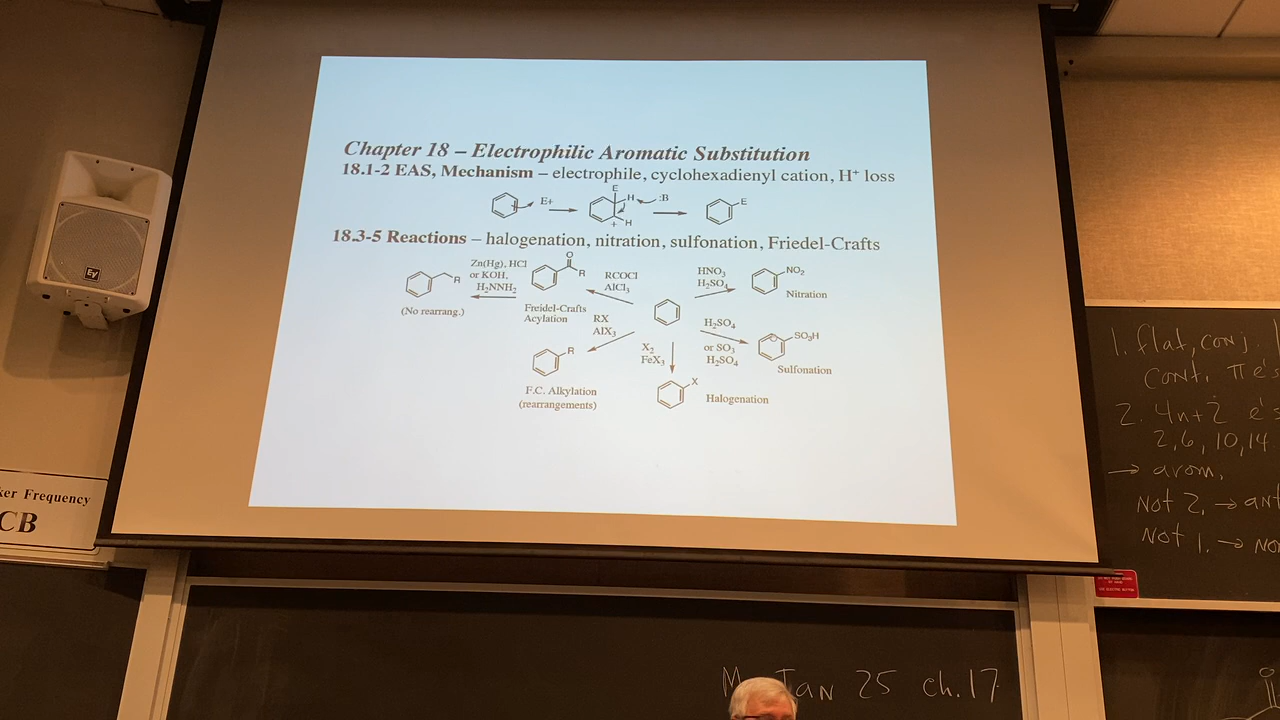 Chapter 18 – Electrophilic Aromatic Substitution
18.1-2 EAS, Mechanism – electrophile, cyclohexadienyl cation, H⁺ loss
E+
E
H
:B
+
H
E
18.3-5 Reactions – halogenation, nitration, sulfonation, Friedel-Crafts
R
(No rearrang.)
Zn(Hg), HCl
or KOH,
H₂NNH₂
O
R
Freidel-Crafts
Acylation
RCOCl
AlCl₃
HNO₃
H₂SO₄
NO₂
Nitration
RX
AlX₃
R
F.C. Alkylation
(rearrangements)
X₂
FeX₃
X
Halogenation
H₂SO₄
or SO₃
H₂SO₄
SO₃H
Sulfonation
Ey
ker Frequency
CB
1. flat, conj.
cont. π e's
2. 4n+2 e's
2, 6, 10, 14
→ arom,
Not 2, → ant
Not 1. → No
M Jan 25 ch. 17